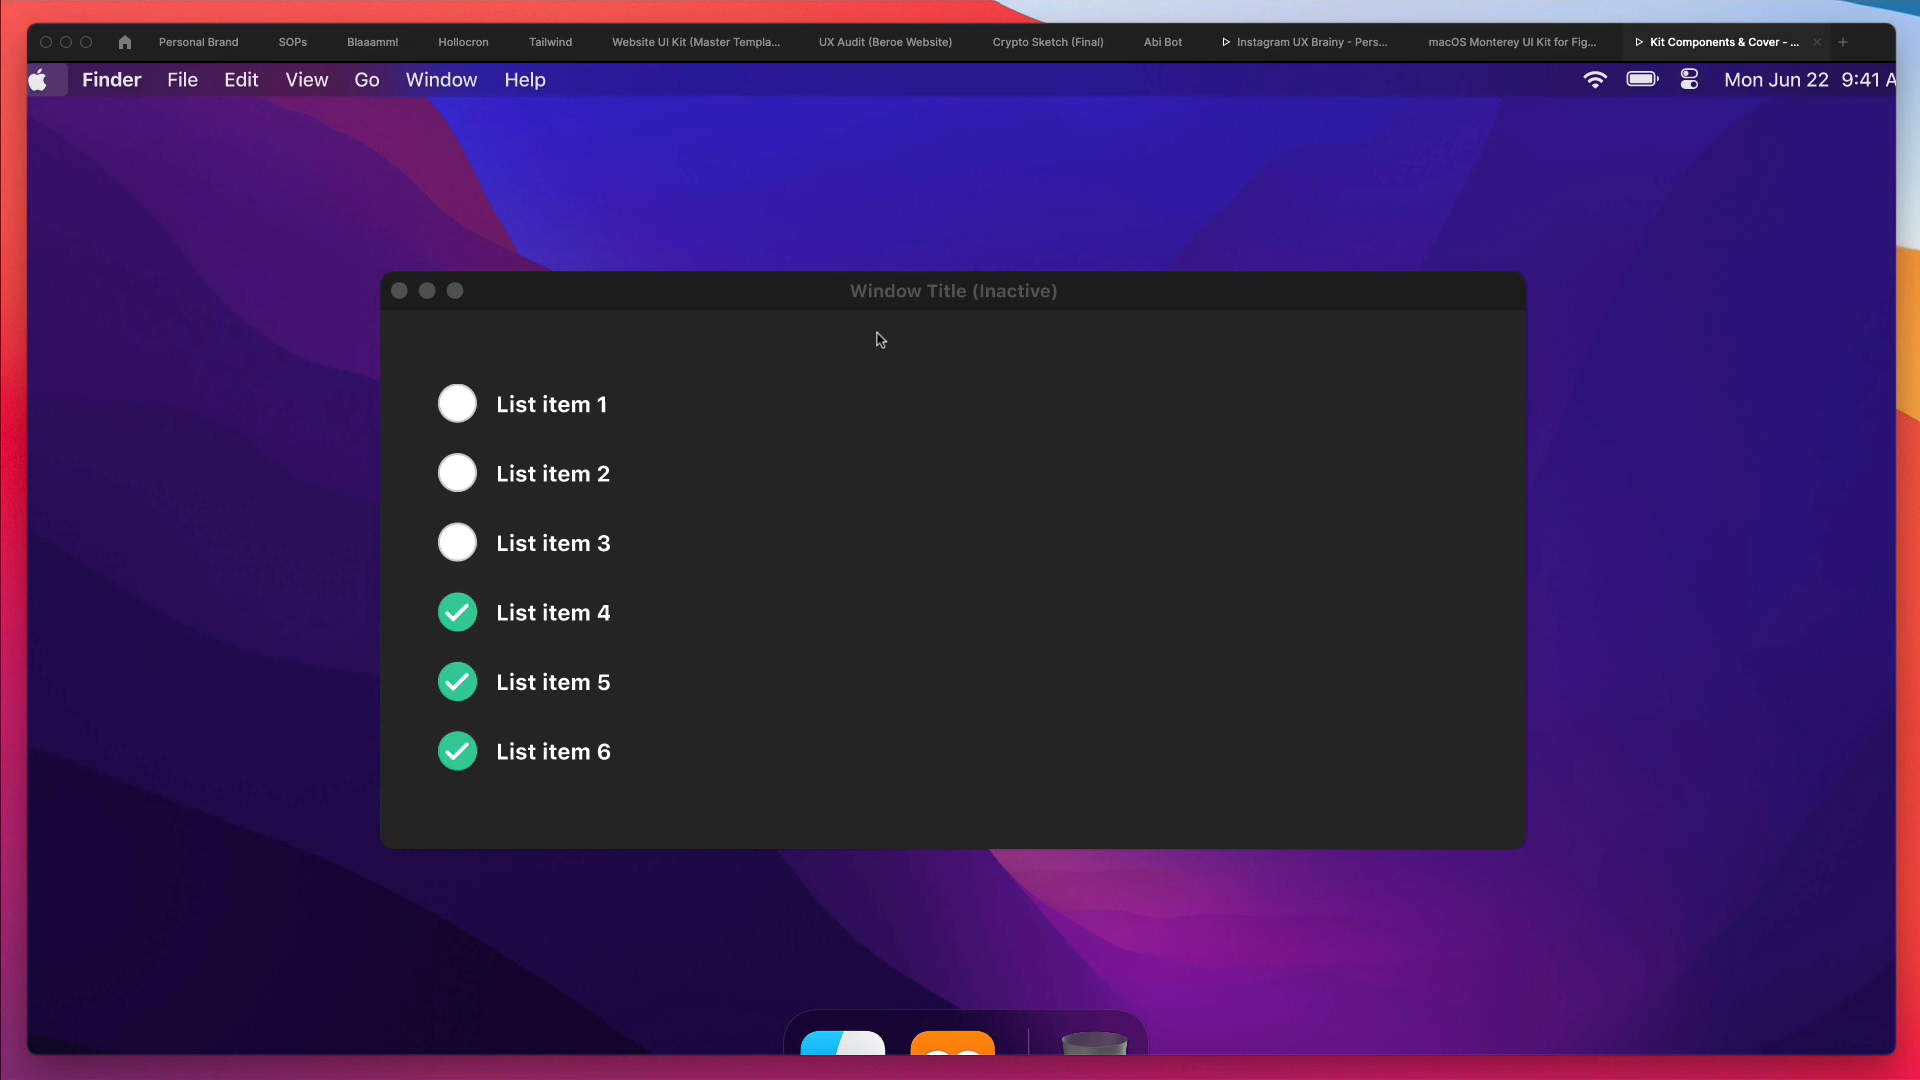 Personal Brand SOPs Blaaamm! Hollocron Tailwind Website UI Kit (Master Templa... UX Audit (Beroe Website) Crypto Sketch (Final) Abi Bot Instagram UX Brainy - Pers... macOS Monterey UI Kit for Fig... Kit Components & Cover - ...
Finder File Edit View Go Window Help Mon Jun 22 9:41 A
Window Title (Inactive)
List item 1
List item 2
List item 3
List item 4
List item 5
List item 6